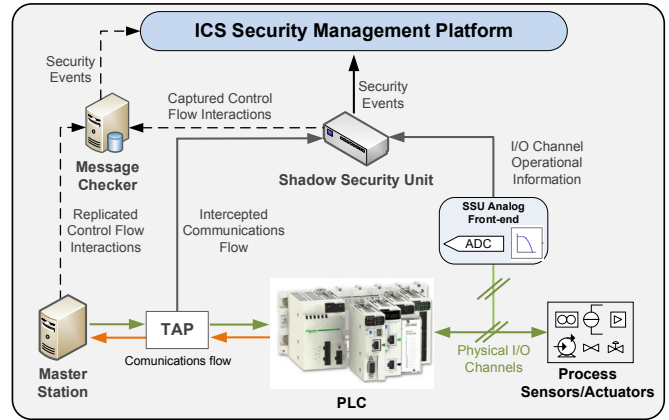 ICS Security Management Platform
Security
Events
Captured Control
Flow Interactions
Security
Events
Message
Checker
Shadow Security Unit
I/O Channel
Operational
Information
Replicated
Control Flow
Interactions
Intercepted
Communications
Flow
SSU Analog
Front-end
ADC
TAP
Master
Station
Comunications flow
PLC
Physical I/O
Channels
Process
Sensors/Actuators